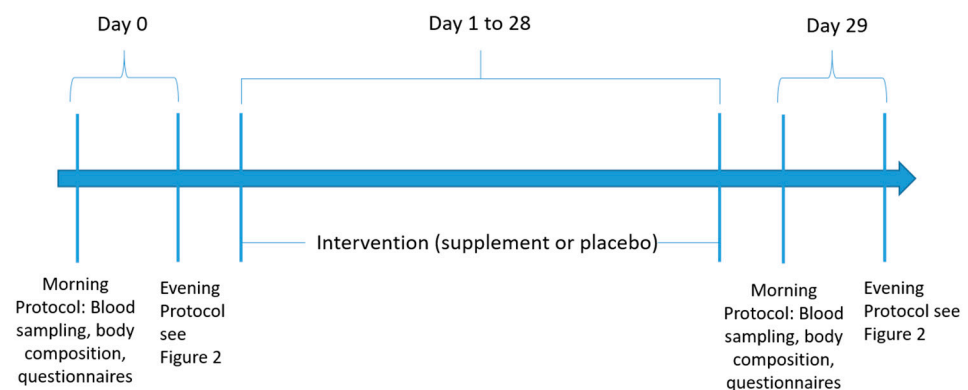 Day 0
Day 1 to 28
Day 29
Intervention (supplement or placebo)
Morning
Protocol: Blood
sampling, body
composition,
questionnaires
Evening
Protocol
see
Figure 2
Morning
Protocol: Blood
sampling, body
composition,
questionnaires
Evening
Protocol see
Figure 2